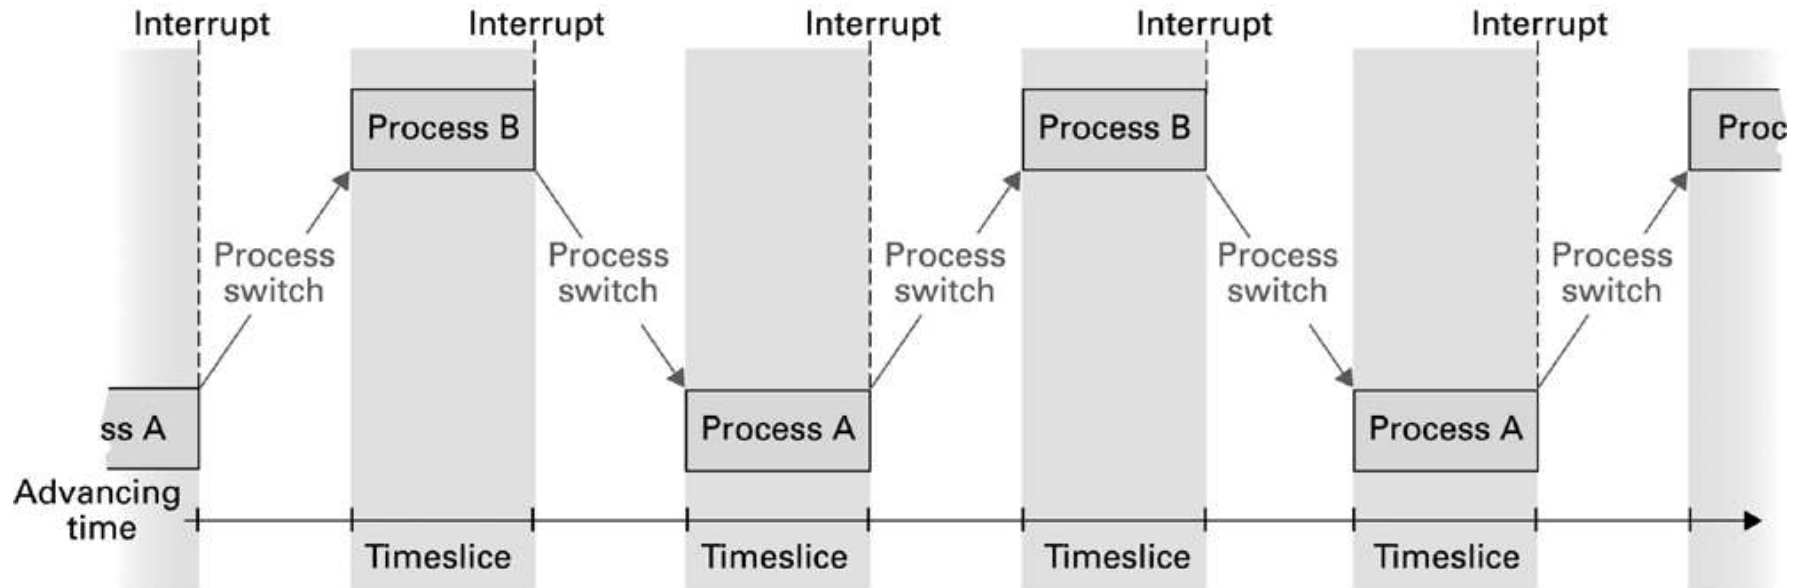 Interrupt
Interrupt
Interrupt
Interrupt
Interrupt
Process B
Process B
Proc
Process
switch
Process
switch
Process
switch
Process
switch
Process
switch
ss A
Process A
Process A
Advancing
time
Timeslice
Timeslice
Timeslice
Timeslice